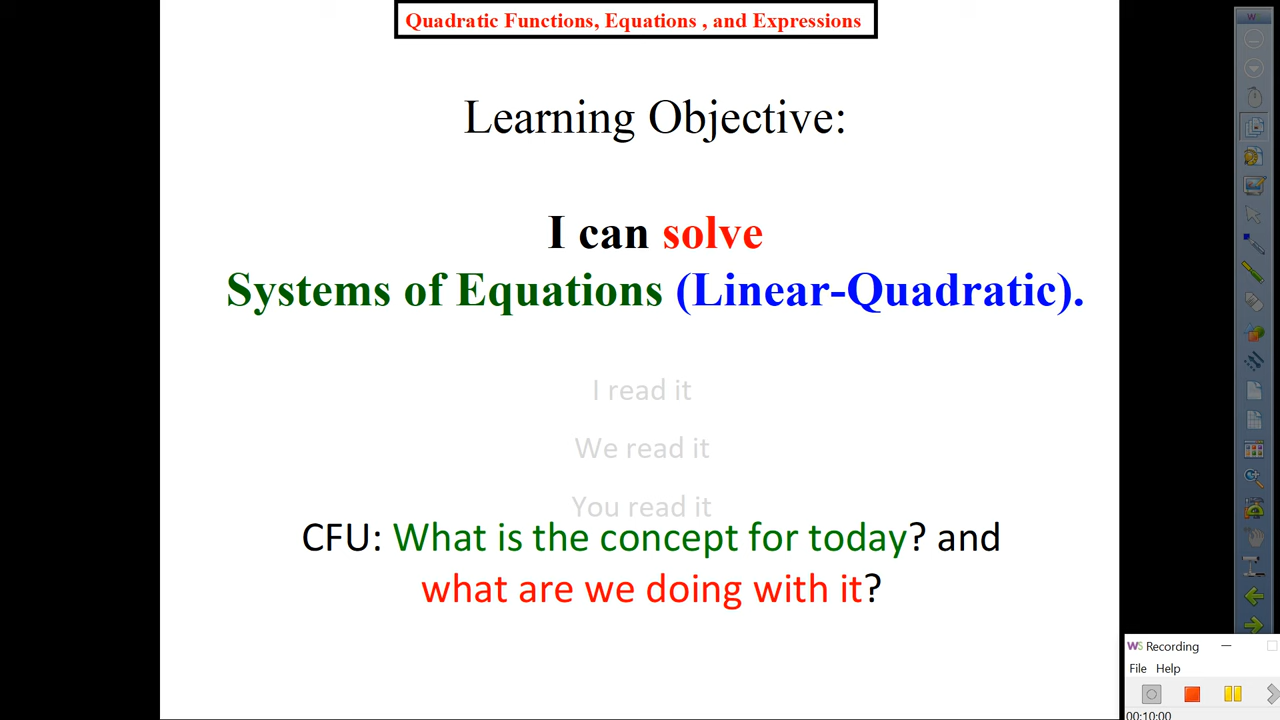 Quadratic Functions, Equations , and Expressions
Learning Objective:
I can solve
Systems of Equations (Linear-Quadratic).
I read it
We read it
You read it
CFU: What is the concept for today? and
what are we doing with it?
W
WS Recording
File Help
00:10:00